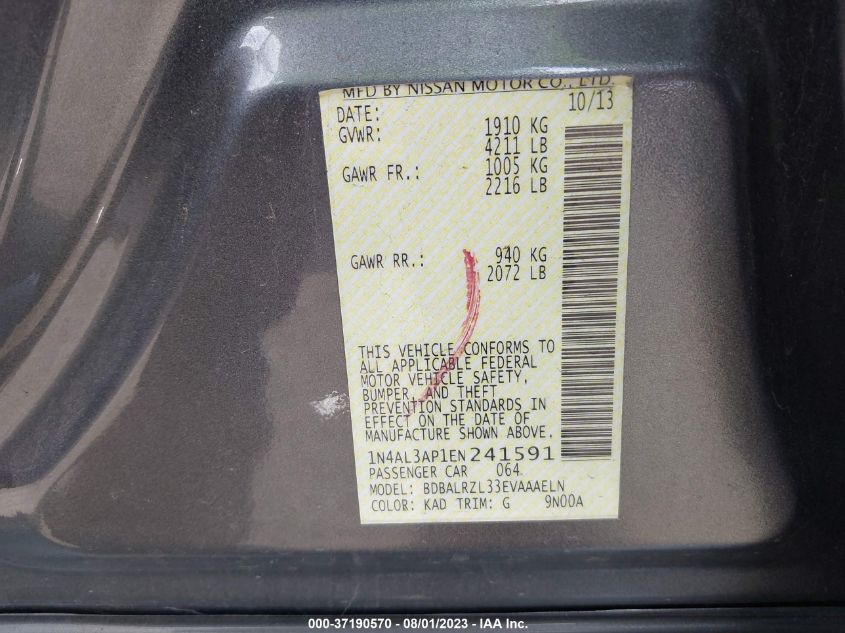 MFD BY NISSAN MOTOR CO., LTD.
DATE: 10/13
GVWR: 1910 KG
4211 LB
GAWR FR.: 1005 KG
2216 LB
GAWR RR.: 940 KG
2072 LB
THIS VEHICLE CONFORMS TO
ALL APPLICABLE FEDERAL
MOTOR VEHICLE SAFETY,
BUMPER, AND THEFT
PREVENTION STANDARDS IN
EFFECT ON THE DATE OF
MANUFACTURE SHOWN ABOVE.
1N4AL3AP1EN241591
PASSENGER CAR 064
MODEL: BDBALRZL33EVAAAELN
COLOR: KAD TRIM: G 9N00A
000-37190570 - 08/01/2023 - IAA Inc.